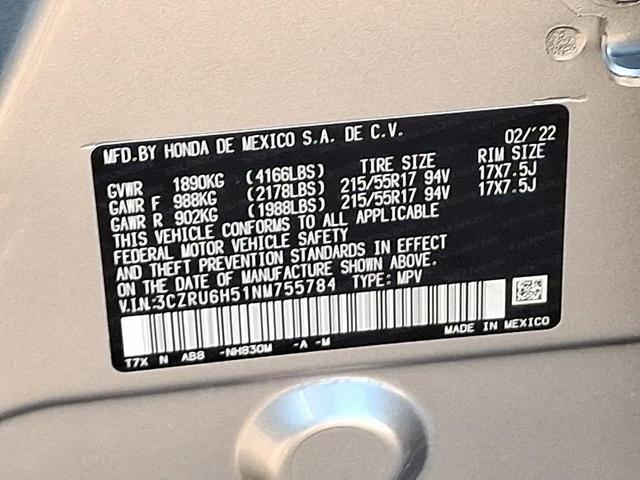 MFD.BY HONDA DE MEXICO S.A. DE C.V. 02/'22
GVWR 1890KG (4166LBS) TIRE SIZE RIM SIZE
GAWR F 988KG (2178LBS) 215/55R17 94V 17X7.5J
GAWR R 902KG (1988LBS) 215/55R17 94V 17X7.5J
THIS VEHICLE CONFORMS TO ALL APPLICABLE
FEDERAL MOTOR VEHICLE SAFETY
AND THEFT PREVENTION STANDARDS IN EFFECT
ON THE DATE OF MANUFACTURE SHOWN ABOVE.
V.I.N.:3CZRU6H51NM755784 TYPE: MPV
T7X N AB8 -NH830M -A -M MADE IN MEXICO